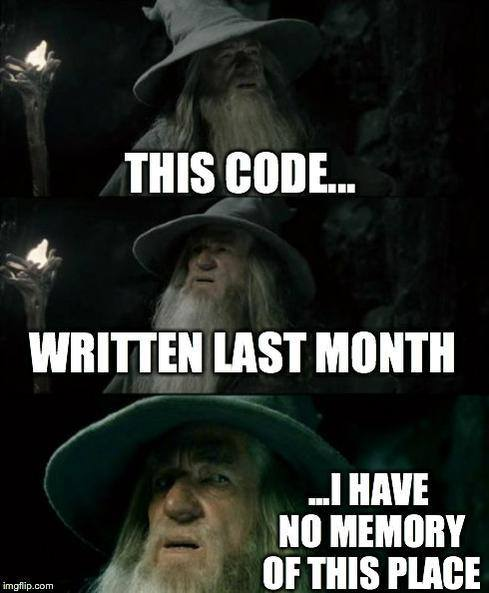 THIS CODE...
WRITTEN LAST MONTH
...I HAVE
NO MEMORY
OF THIS PLACE
imgflip.com